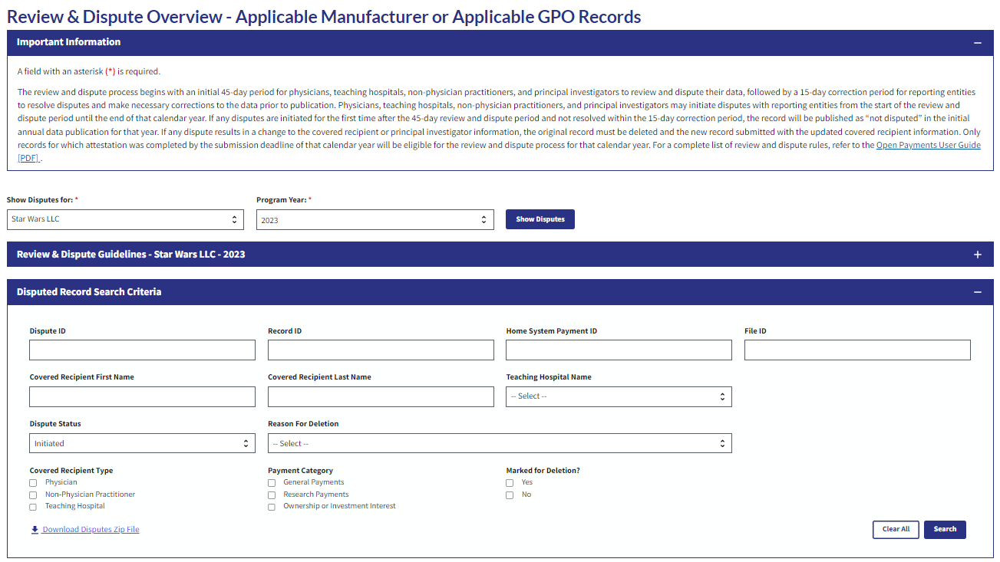 Review & Dispute Overview - Applicable Manufacturer or Applicable GPO Records
Important Information
A field with an asterisk (*) is required.
The review and dispute process begins with an initial 45-day period for physicians, teaching hospitals, non-physician practitioners, and principal investigators to review and dispute their data, followed by a 15-day correction period for reporting entities
to resolve disputes and make necessary corrections to the data prior to publication. Physicians, teaching hospitals, non-physician practitioners, and principal investigators may initiate disputes with reporting entities from the start of the review and
dispute period until the end of that calendar year. If any disputes are initiated for the first time after the 45-day review and dispute period and not resolved within the 15-day correction period, the record will be published as “not disputed” in the initial
annual data publication for that year. If any dispute results in a change to the covered recipient or principal investigator information, the original record must be deleted and the new record submitted with the updated covered recipient information. Only
records for which attestation was completed by the submission deadline of that calendar year will be eligible for the review and dispute process for that calendar year. For a complete list of review and dispute rules, refer to the Open Payments User Guide
[PDF] .
Show Disputes for: * Program Year: *
Star Wars LLC 2023 Show Disputes
Review & Dispute Guidelines - Star Wars LLC - 2023
Disputed Record Search Criteria
Dispute ID Record ID Home System Payment ID File ID
Covered Recipient First Name Covered Recipient Last Name Teaching Hospital Name
-- Select --
Dispute Status Reason For Deletion
Initiated -- Select --
Covered Recipient Type Payment Category Marked for Deletion?
Physician General Payments Yes
Non-Physician Practitioner Research Payments No
Teaching Hospital Ownership or Investment Interest
Download Disputes Zip File Clear All Search